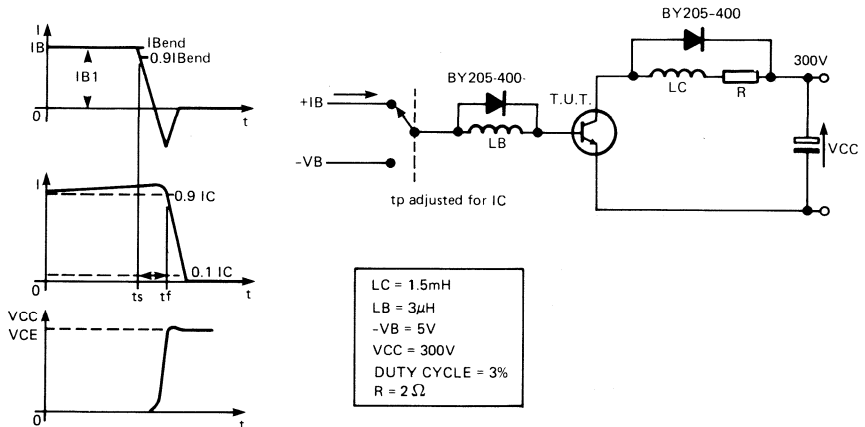 I
IB
IBend
0.9IBend
IB1
0
t
I
0.9 IC
0.1 IC
0
ts
tf
t
VCC
VCE
0
t
BY205-400
300V
BY205-400-
LC
R
T.U.T.
+IB
LB
VCC
-VB
tp adjusted for IC
LC = 1.5mH
LB = 3µH
-VB = 5V
VCC = 300V
DUTY CYCLE = 3%
R = 2 Ω